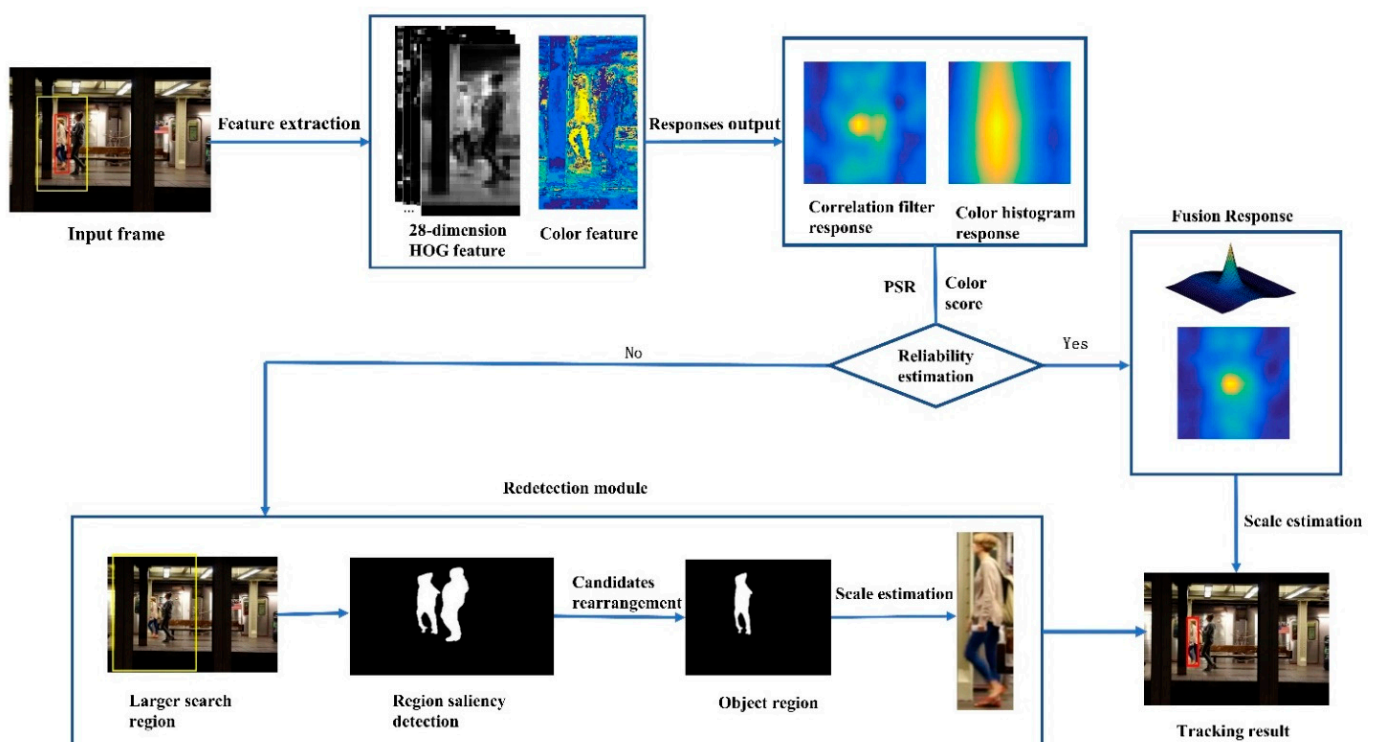 Input frame
Feature extraction
...
28-dimension
HOG feature
Color feature
Responses output
Correlation filter
response
Color histogram
response
PSR
Color
score
Reliability
estimation
No
Yes
Fusion Response
Scale estimation
Redetection module
Larger search
region
Region saliency
detection
Candidates
rearrangement
Object region
Scale estimation
Tracking result